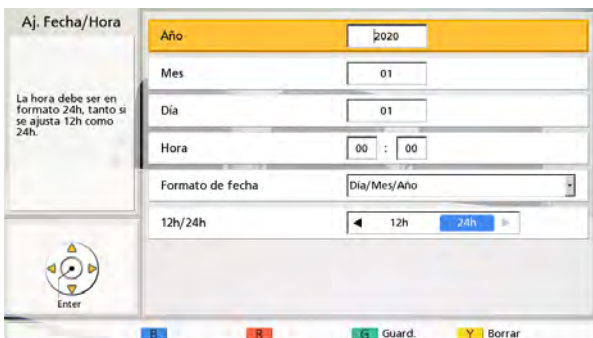 Aj. Fecha/Hora
La hora debe ser en
formato 24h, tanto si
se ajusta 12h como
24h.
Año 2020
Mes 01
Día 01
Hora 00 : 00
Formato de fecha Día/Mes/Año
12h/24h 12h 24h
Enter
B R G Guard. Y Borrar